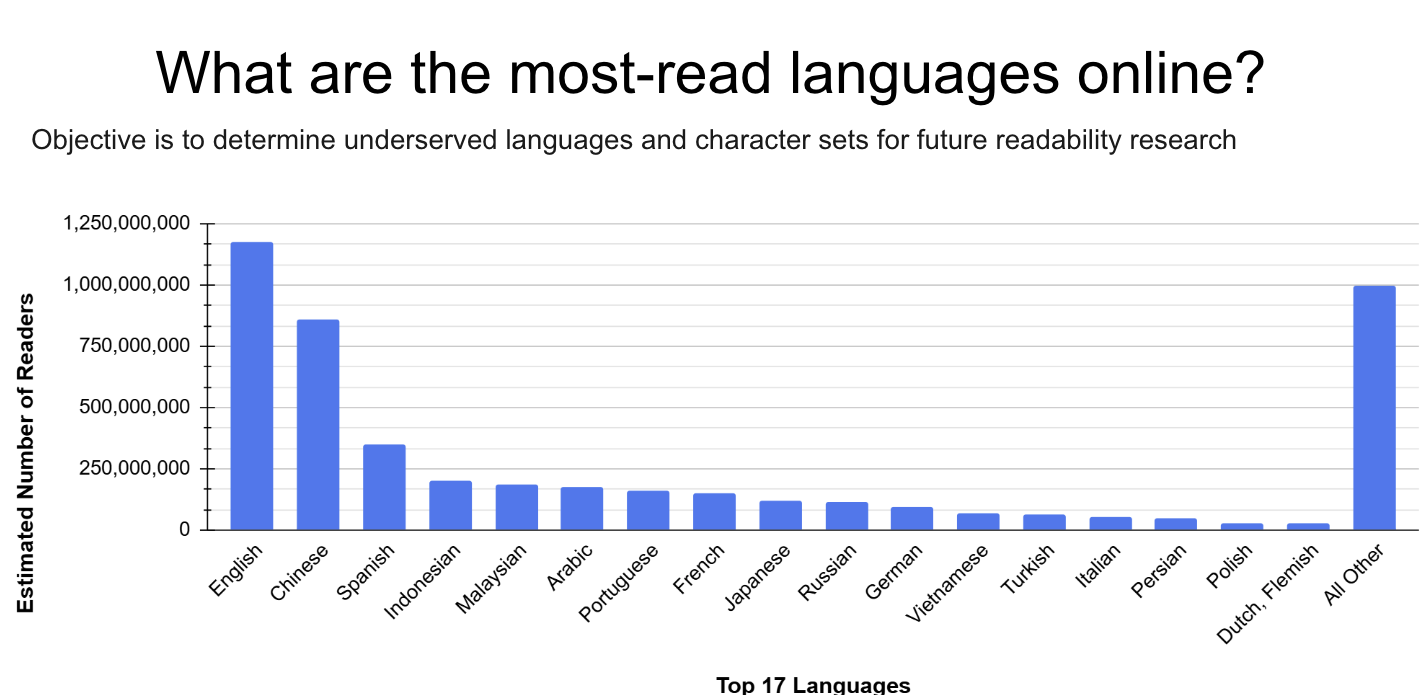 What are the most-read languages online?
Objective is to determine underserved languages and character sets for future readability research
Estimated Number of Readers
1,250,000,000
1,000,000,000
750,000,000
500,000,000
250,000,000
0
English
Chinese
Spanish
Indonesian
Malaysian
Arabic
Portuguese
French
Japanese
Russian
German
Vietnamese
Turkish
Italian
Persian
Polish
Dutch, Flemish
All Other
Top 17 Languages